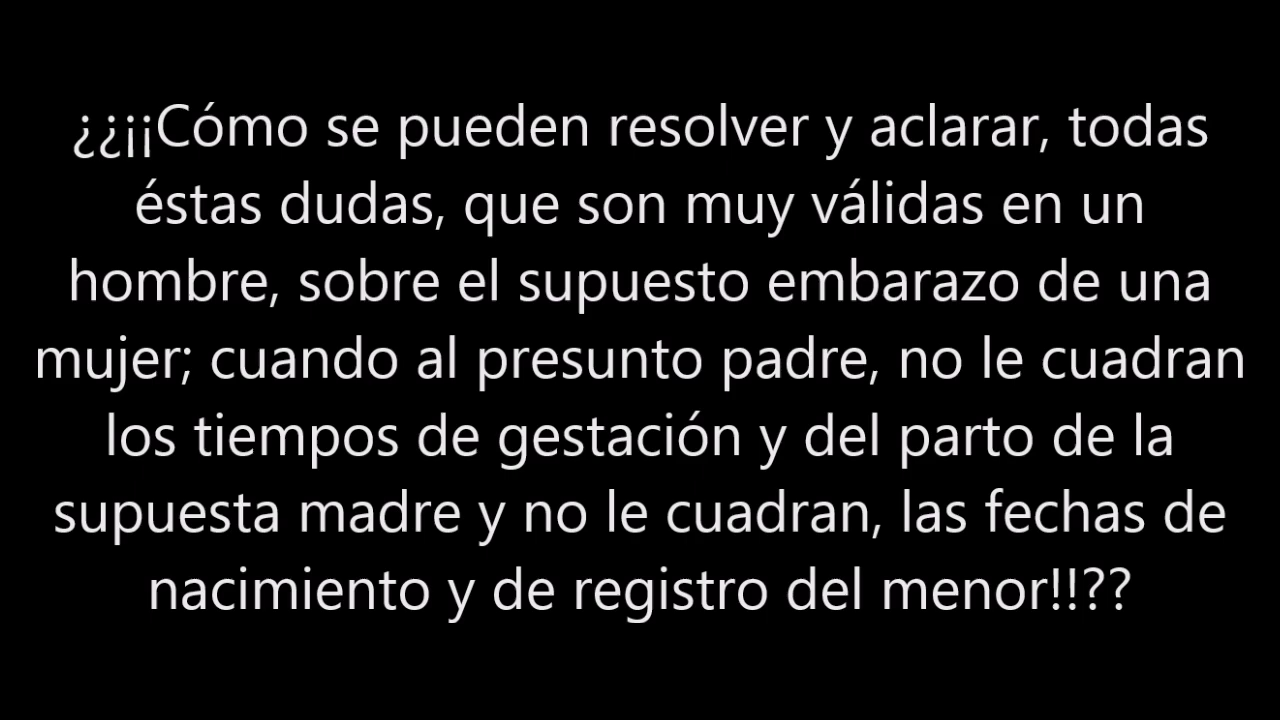 ¿¿¡¡Cómo se pueden resolver y aclarar, todas
éstas dudas, que son muy válidas en un
hombre, sobre el supuesto embarazo de una
mujer; cuando al presunto padre, no le cuadran
los tiempos de gestación y del parto de la
supuesta madre y no le cuadran, las fechas de
nacimiento y de registro del menor!!??